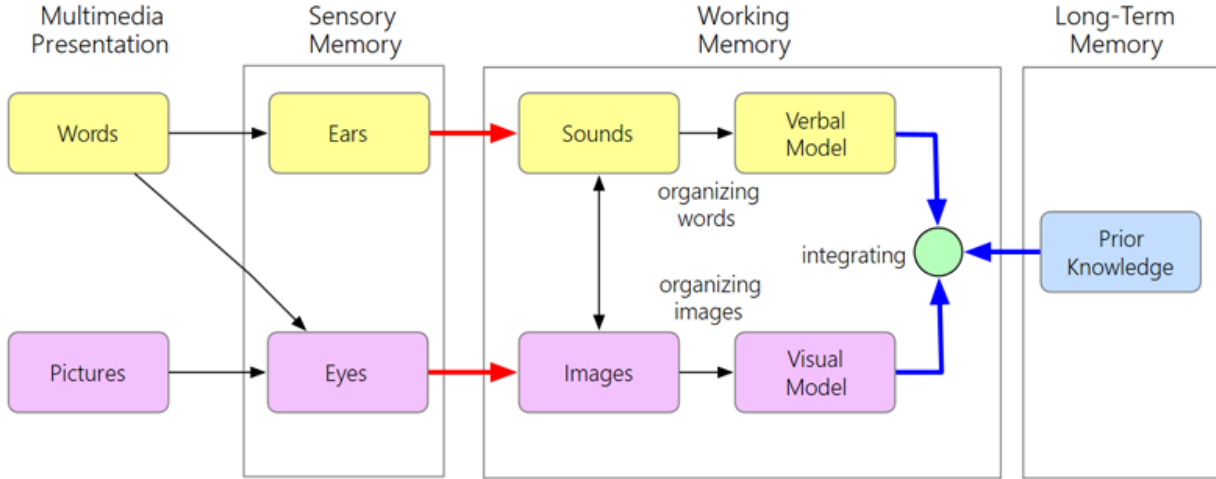 Multimedia
Presentation
Sensory
Memory
Working
Memory
Long-Term
Memory
Words
Ears
Sounds
Verbal
Model
organizing
words
integrating
Prior
Knowledge
organizing
images
Pictures
Eyes
Images
Visual
Model